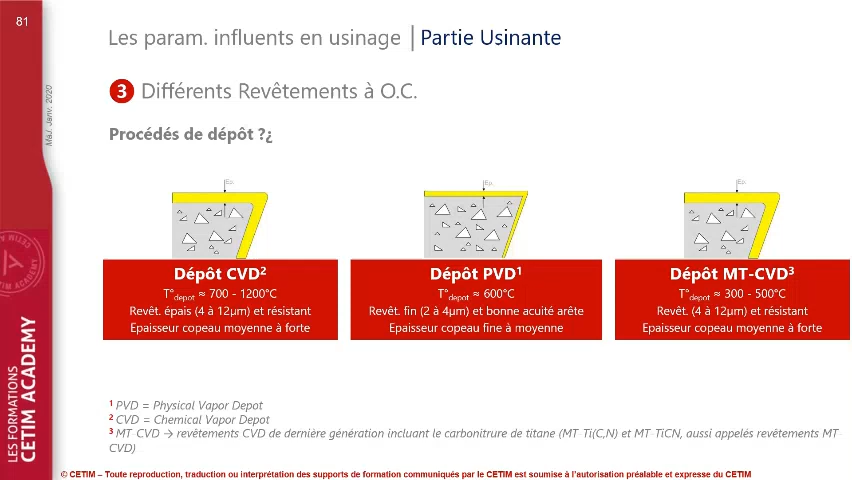 81
Les param. influents en usinage | Partie Usinante
Maj. Janv. 2020
3 Différents Revêtements à O.C.
Procédés de dépôt ?¿
Ep.
Ep.
Ep.
Dépôt CVD²
T°depot ≈ 700 - 1200°C
Revêt. épais (4 à 12µm) et résistant
Epaisseur copeau moyenne à forte
Dépôt PVD¹
T°depot ≈ 600°C
Revêt. fin (2 à 4µm) et bonne acuité arête
Epaisseur copeau fine à moyenne
Dépôt MT-CVD³
T°depot ≈ 300 - 500°C
Revêt. (4 à 12µm) et résistant
Epaisseur copeau moyenne à forte
LES FORMATIONS
CETIM ACADEMY
¹ PVD = Physical Vapor Depot
² CVD = Chemical Vapor Depot
³ MT-CVD → revêtements CVD de dernière génération incluant le carbonitrure de titane (MT-Ti(C,N) et MT-TiCN, aussi appelés revêtements MT-
CVD)
© CETIM – Toute reproduction, traduction ou interprétation des supports de formation communiqués par le CETIM est soumise à l'autorisation préalable et expresse du CETIM